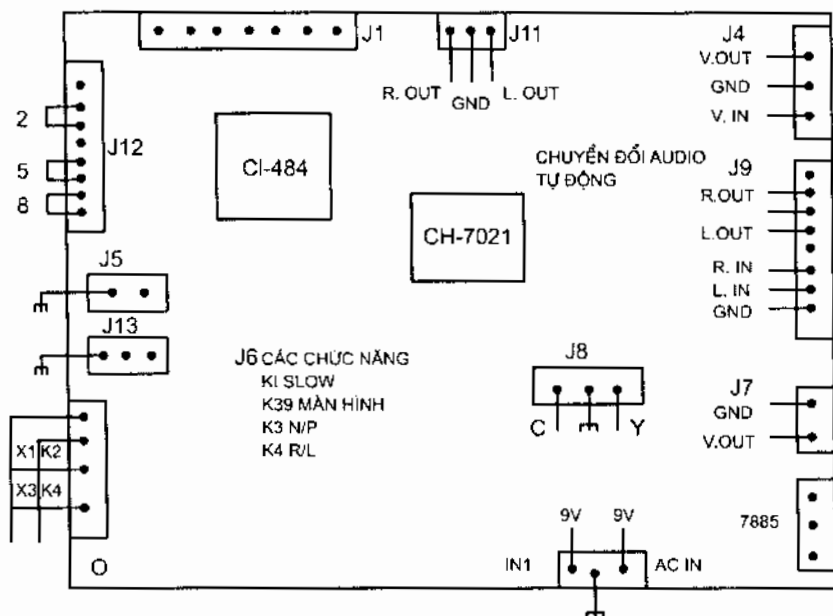 J1
J11
R. OUT
GND
L. OUT
J4
V.OUT
GND
V. IN
2
5
8
J12
CI-484
CHUYỂN ĐỔI AUDIO
TỰ ĐỘNG
CH-7021
J9
R.OUT
L.OUT
R. IN
L. IN
GND
J5
J13
J6 CÁC CHỨC NĂNG
KI SLOW
K39 MÀN HÌNH
K3 N/P
K4 R/L
J8
C
Y
J7
GND
V.OUT
X1 K2
X3 K4
O
9V
9V
IN1
AC IN
7885